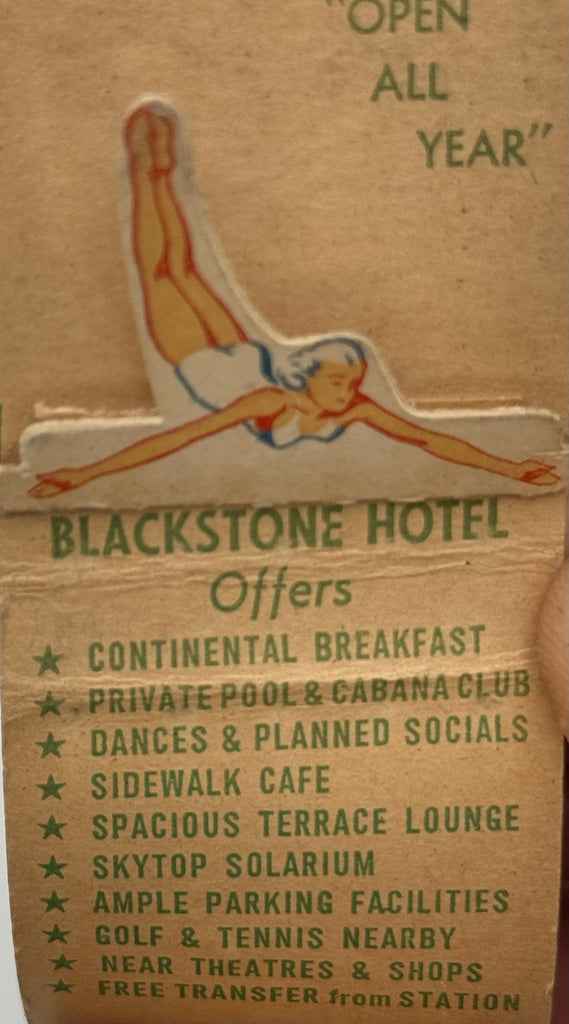 "OPEN
ALL
YEAR"
BLACKSTONE HOTEL
Offers
★ CONTINENTAL BREAKFAST
★ PRIVATE POOL & CABANA CLUB
★ DANCES & PLANNED SOCIALS
★ SIDEWALK CAFE
★ SPACIOUS TERRACE LOUNGE
★ SKYTOP SOLARIUM
★ AMPLE PARKING FACILITIES
★ GOLF & TENNIS NEARBY
★ NEAR THEATRES & SHOPS
★ FREE TRANSFER from STATION